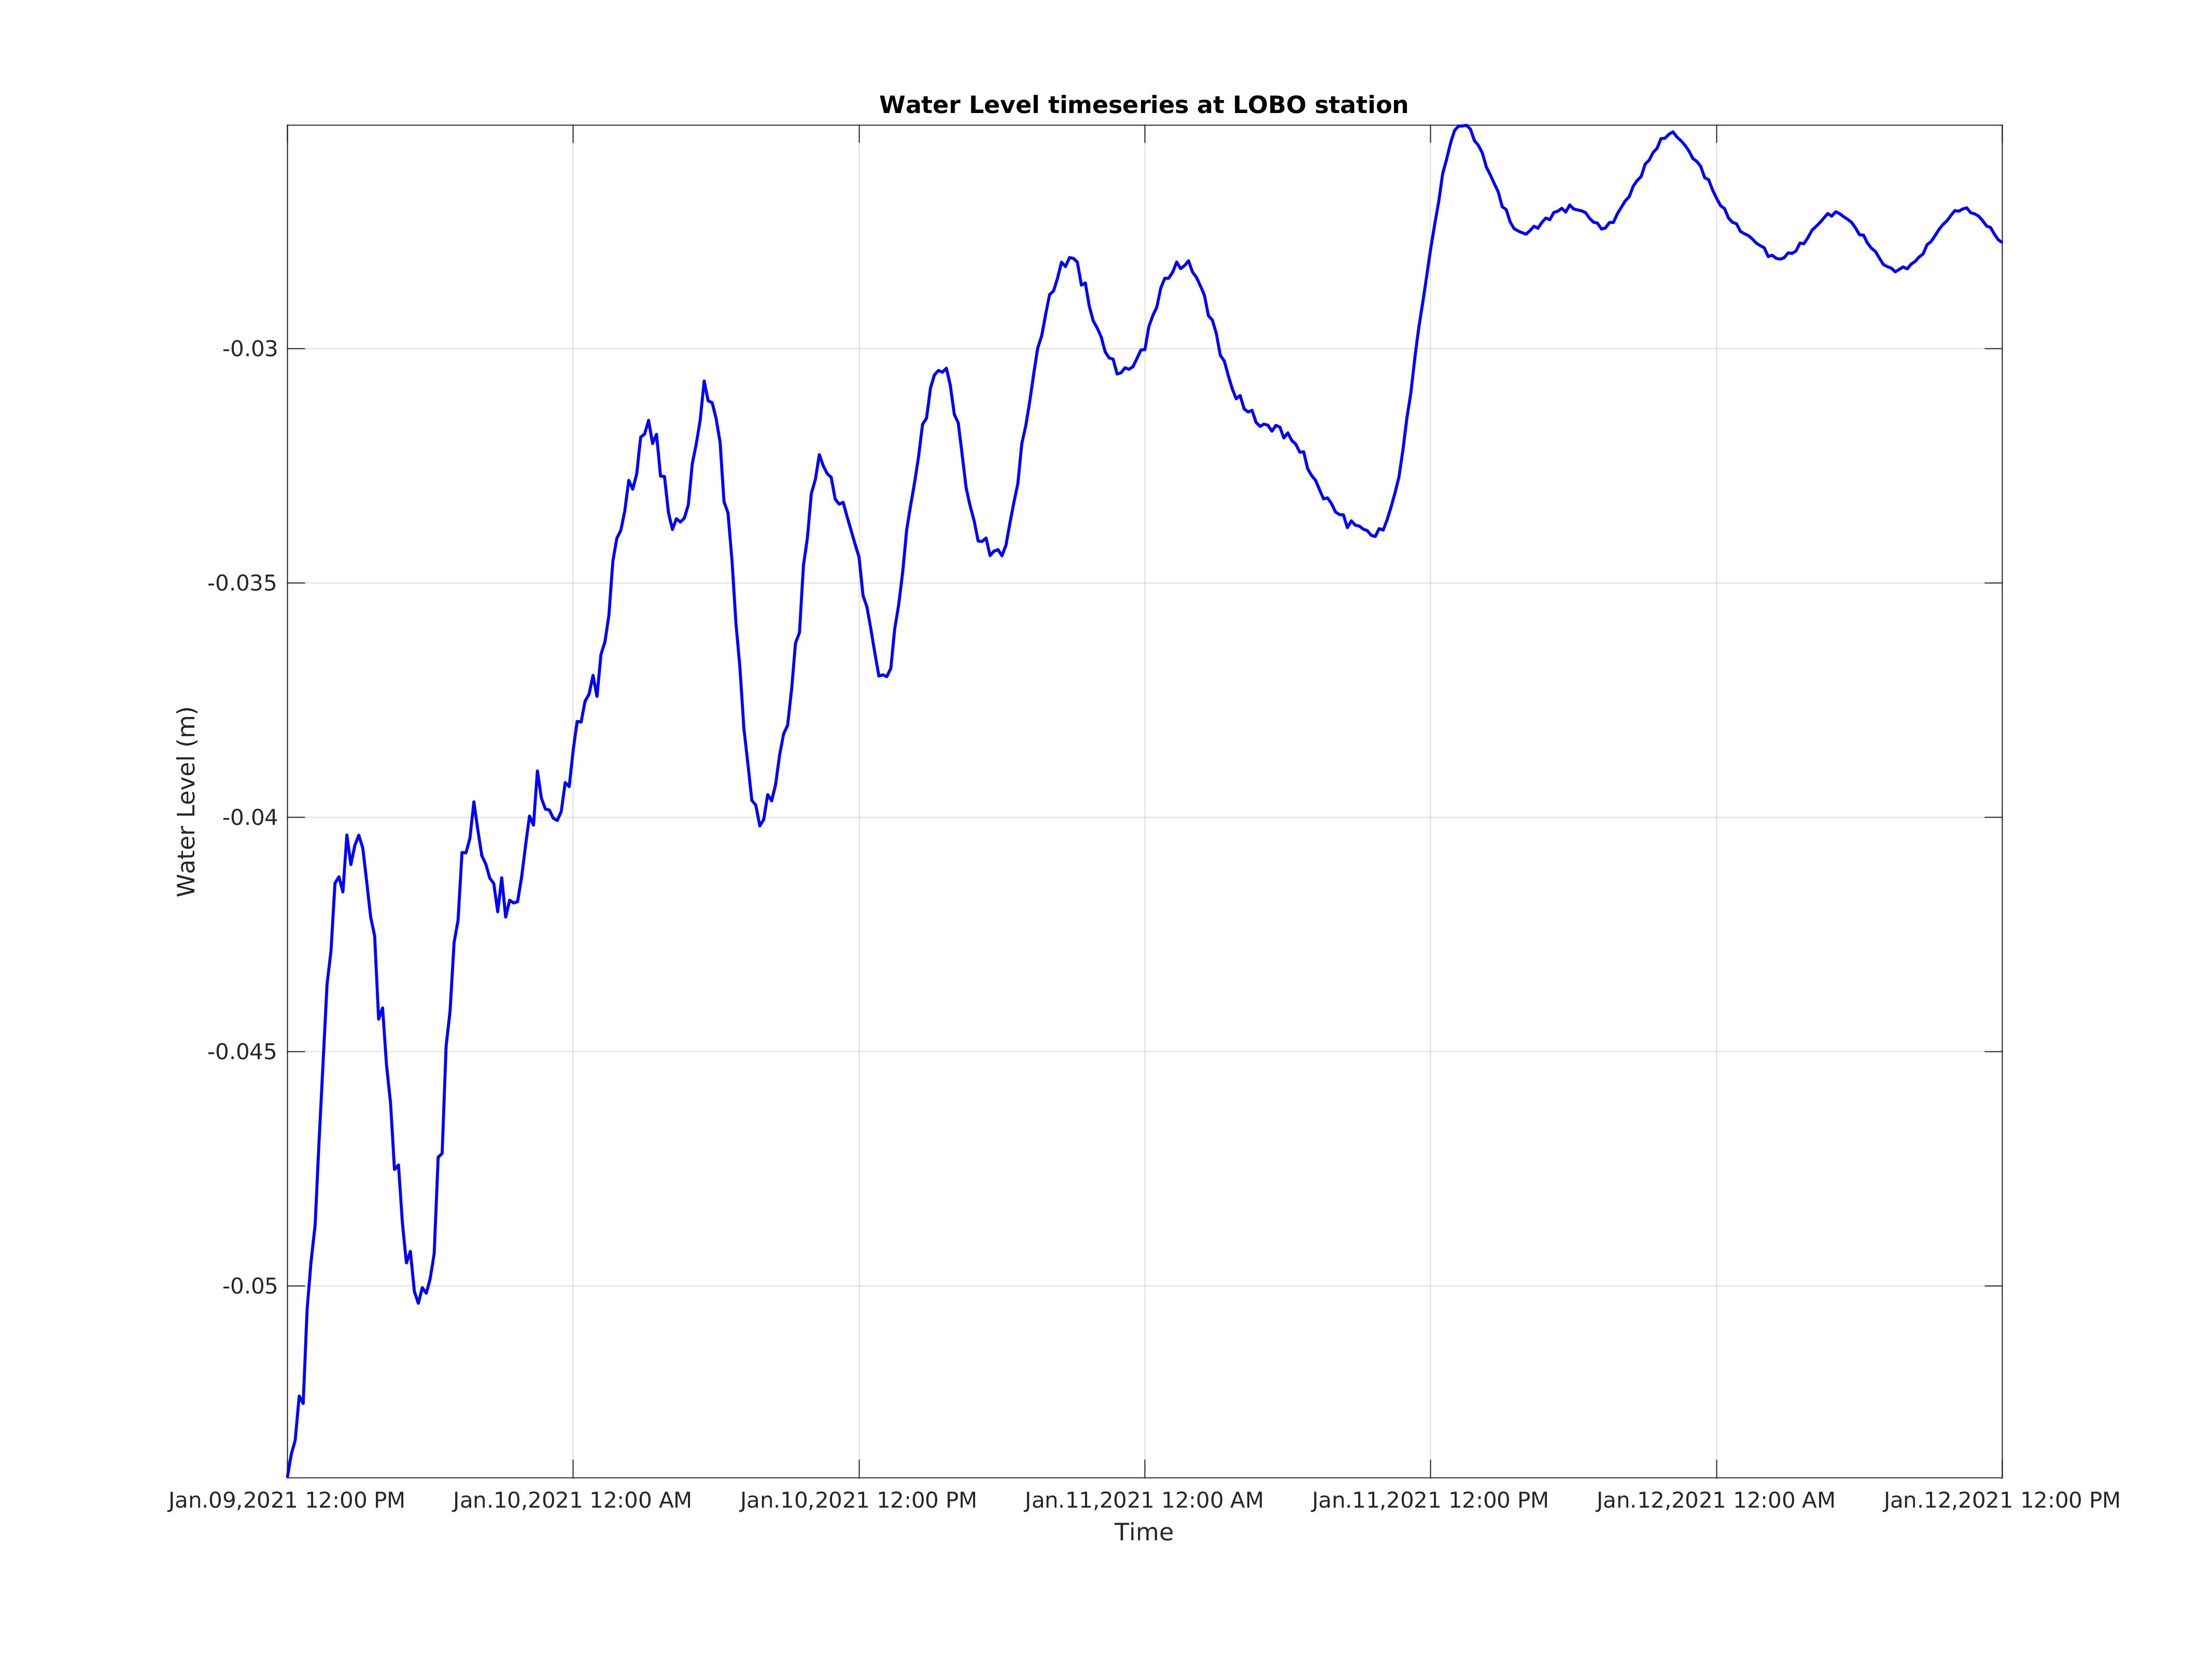 Water Level timeseries at LOBO station
-0.03
-0.035
-0.04
-0.045
-0.05
Water Level (m)
Jan.09,2021 12:00 PM
Jan.10,2021 12:00 AM
Jan.10,2021 12:00 PM
Jan.11,2021 12:00 AM
Jan.11,2021 12:00 PM
Jan.12,2021 12:00 AM
Jan.12,2021 12:00 PM
Time